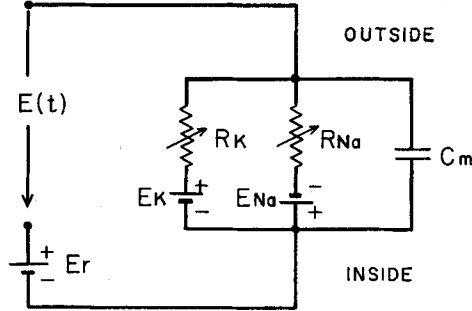 OUTSIDE
E(t)
RK
RNa
Cm
EK
+
-
ENa
-
+
Er
+
-
INSIDE